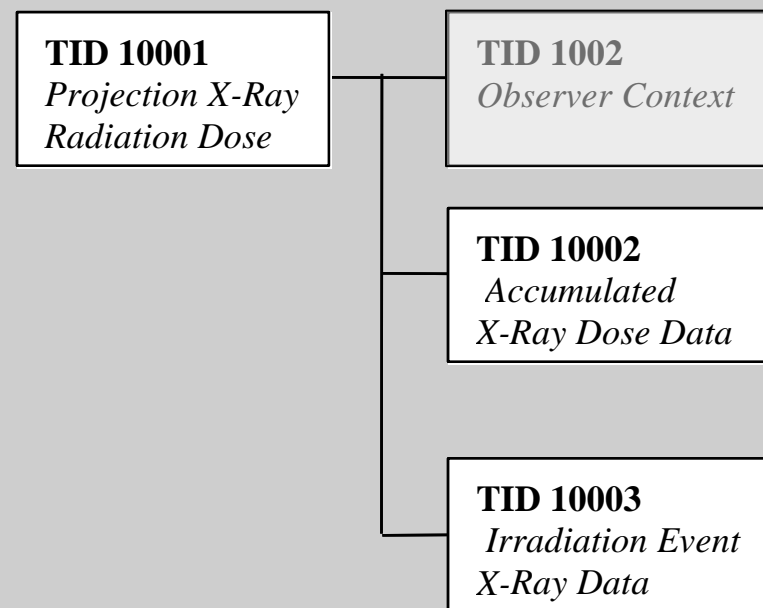 TID 10001
Projection X-Ray
Radiation Dose
TID 1002
Observer Context
TID 10002
Accumulated
X-Ray Dose Data
TID 10003
Irradiation Event
X-Ray Data